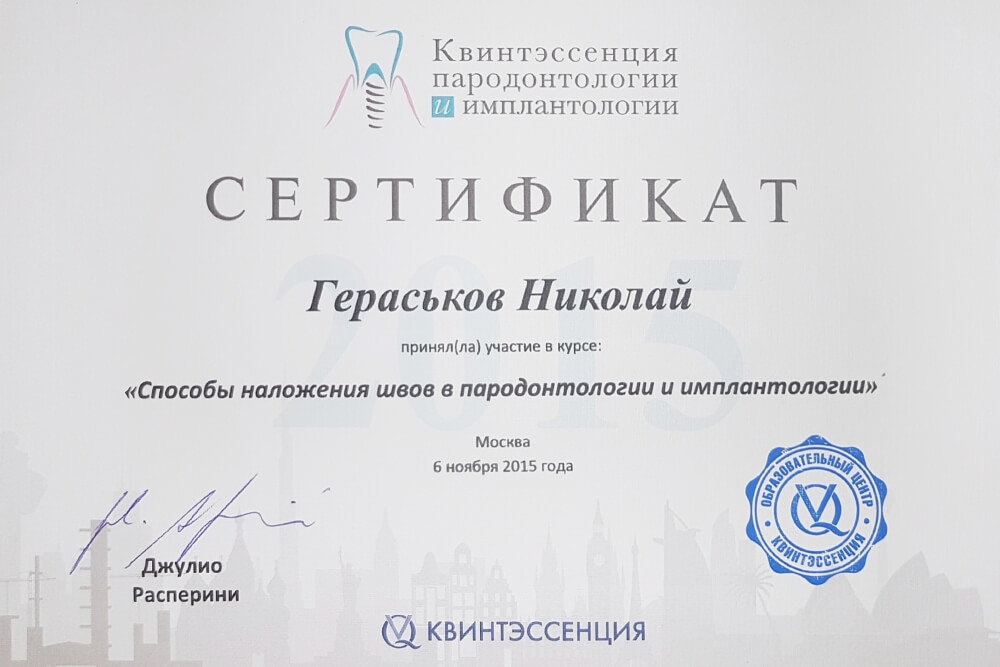 Квинтэссенция
пародонтологии
и имплантологии
СЕРТИФИКАТ
2015
Гераськов Николай
принял(ла) участие в курсе:
«Способы наложения швов в пародонтологии и имплантологии»
Москва
6 ноября 2015 года
ОБРАЗОВАТЕЛЬНЫЙ ЦЕНТР
КВИНТЭССЕНЦИЯ
Джулио
Расперини
КВИНТЭССЕНЦИЯ